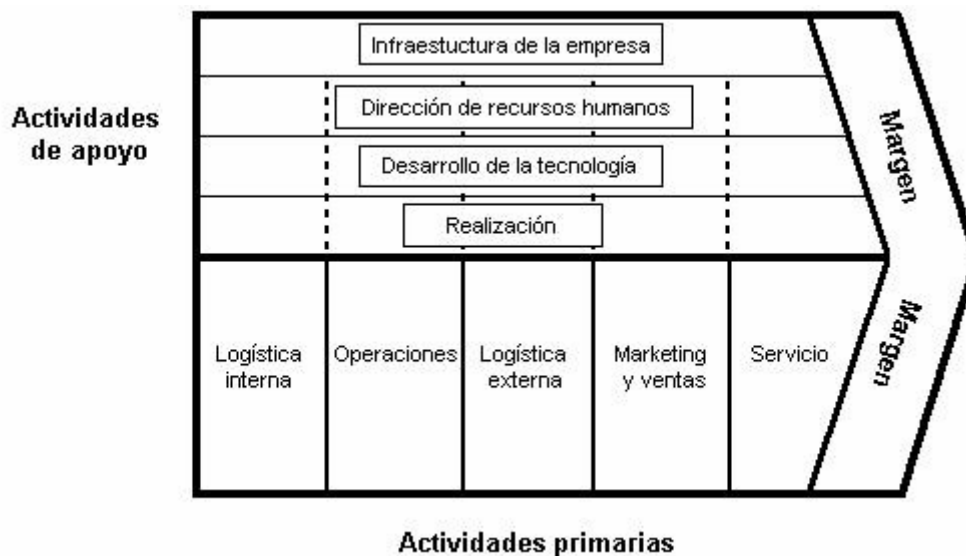 Infraestuctura de la empresa
Dirección de recursos humanos
Actividades
de apoyo
Desarrollo de la tecnología
Realización
Margen
Margen
Logística
interna
Operaciones
Logística
externa
Marketing
y ventas
Servicio
Actividades primarias